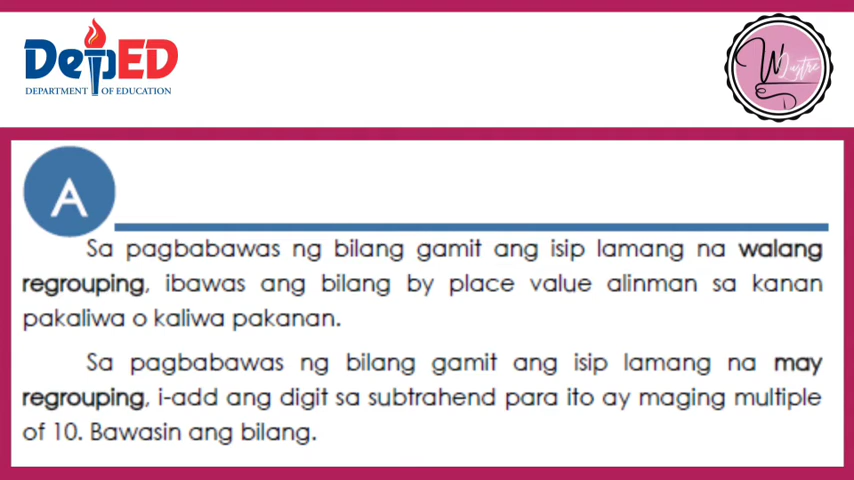 DepED
DEPARTMENT OF EDUCATION
A
Sa pagbabawas ng bilang gamit ang isip lamang na walang
regrouping, ibawas ang bilang by place value alinman sa kanan
pakaliwa o kaliwa pakanan.
Sa pagbabawas ng bilang gamit ang isip lamang na may
regrouping, i-add ang digit sa subtrahend para ito ay maging multiple
of 10. Bawasin ang bilang.